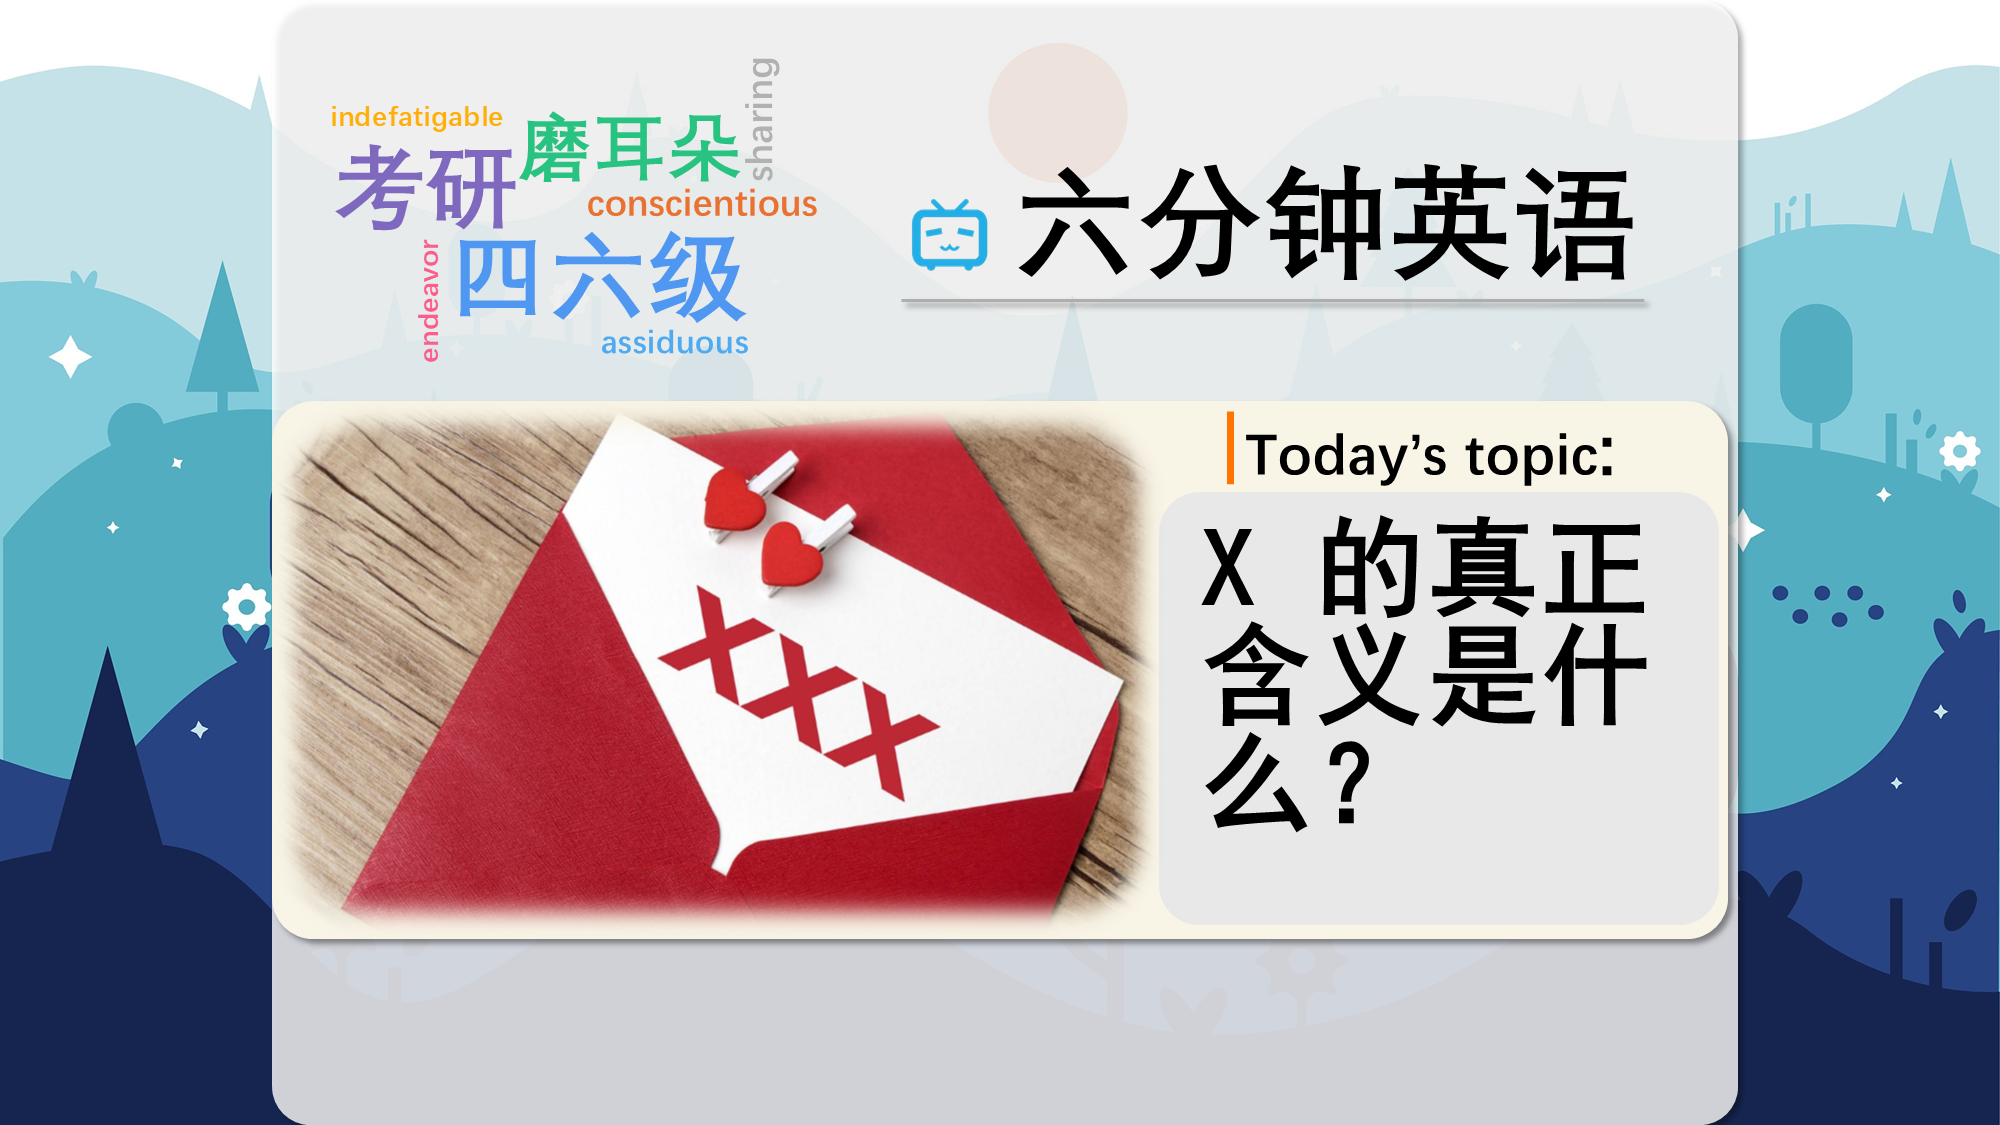 indefatigable
考研
磨耳朵
sharing
conscientious
endeavor
四六级
assiduous
六分钟英语
Today’s topic:
X 的真正
含义是什
么？
XXX